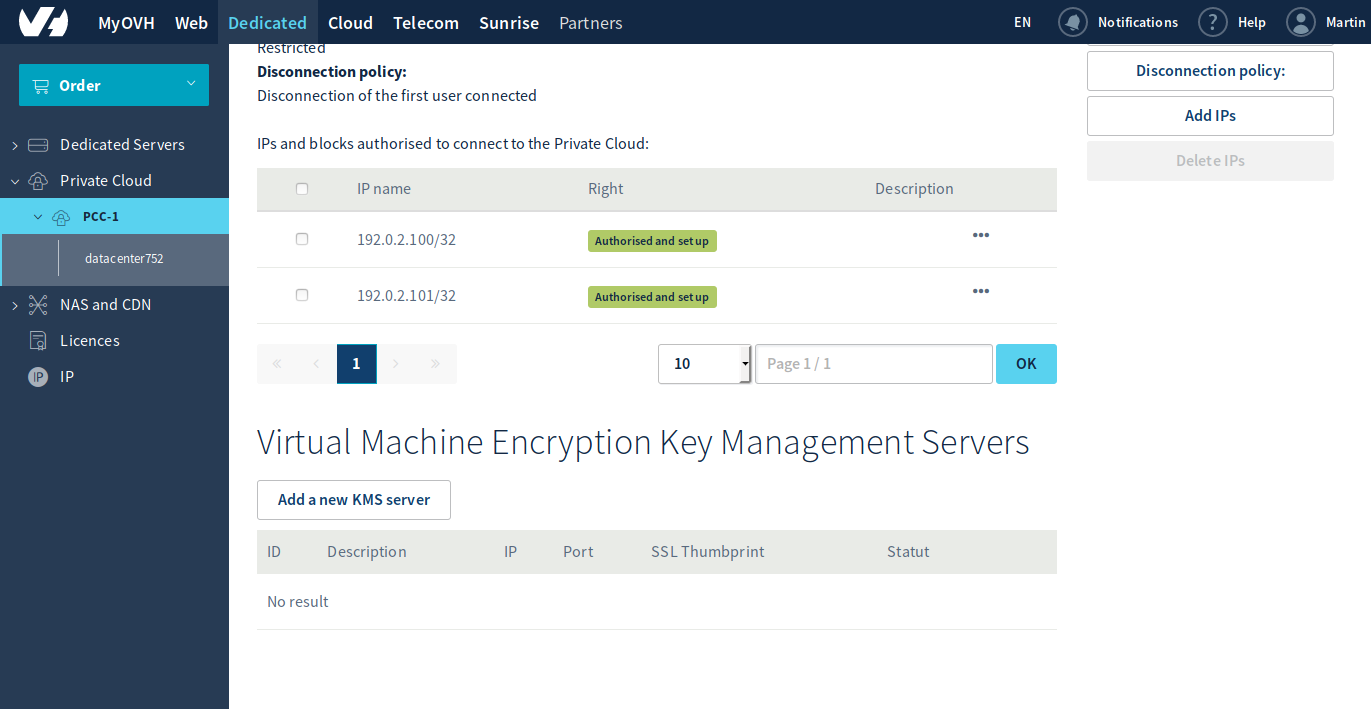 MyOVH Web Dedicated Cloud Telecom Sunrise Partners EN Notifications ? Help Martin
Order
Dedicated Servers
Private Cloud
PCC-1
datacenter752
NAS and CDN
Licences
IP IP
Restricted
Disconnection policy:
Disconnection of the first user connected
IPs and blocks authorised to connect to the Private Cloud:
IP name Right Description
192.0.2.100/32 Authorised and set up •••
192.0.2.101/32 Authorised and set up •••
« ‹ 1 › » 10 Page 1 / 1 OK
Virtual Machine Encryption Key Management Servers
Add a new KMS server
ID Description IP Port SSL Thumbprint Statut
No result
Disconnection policy:
Add IPs
Delete IPs